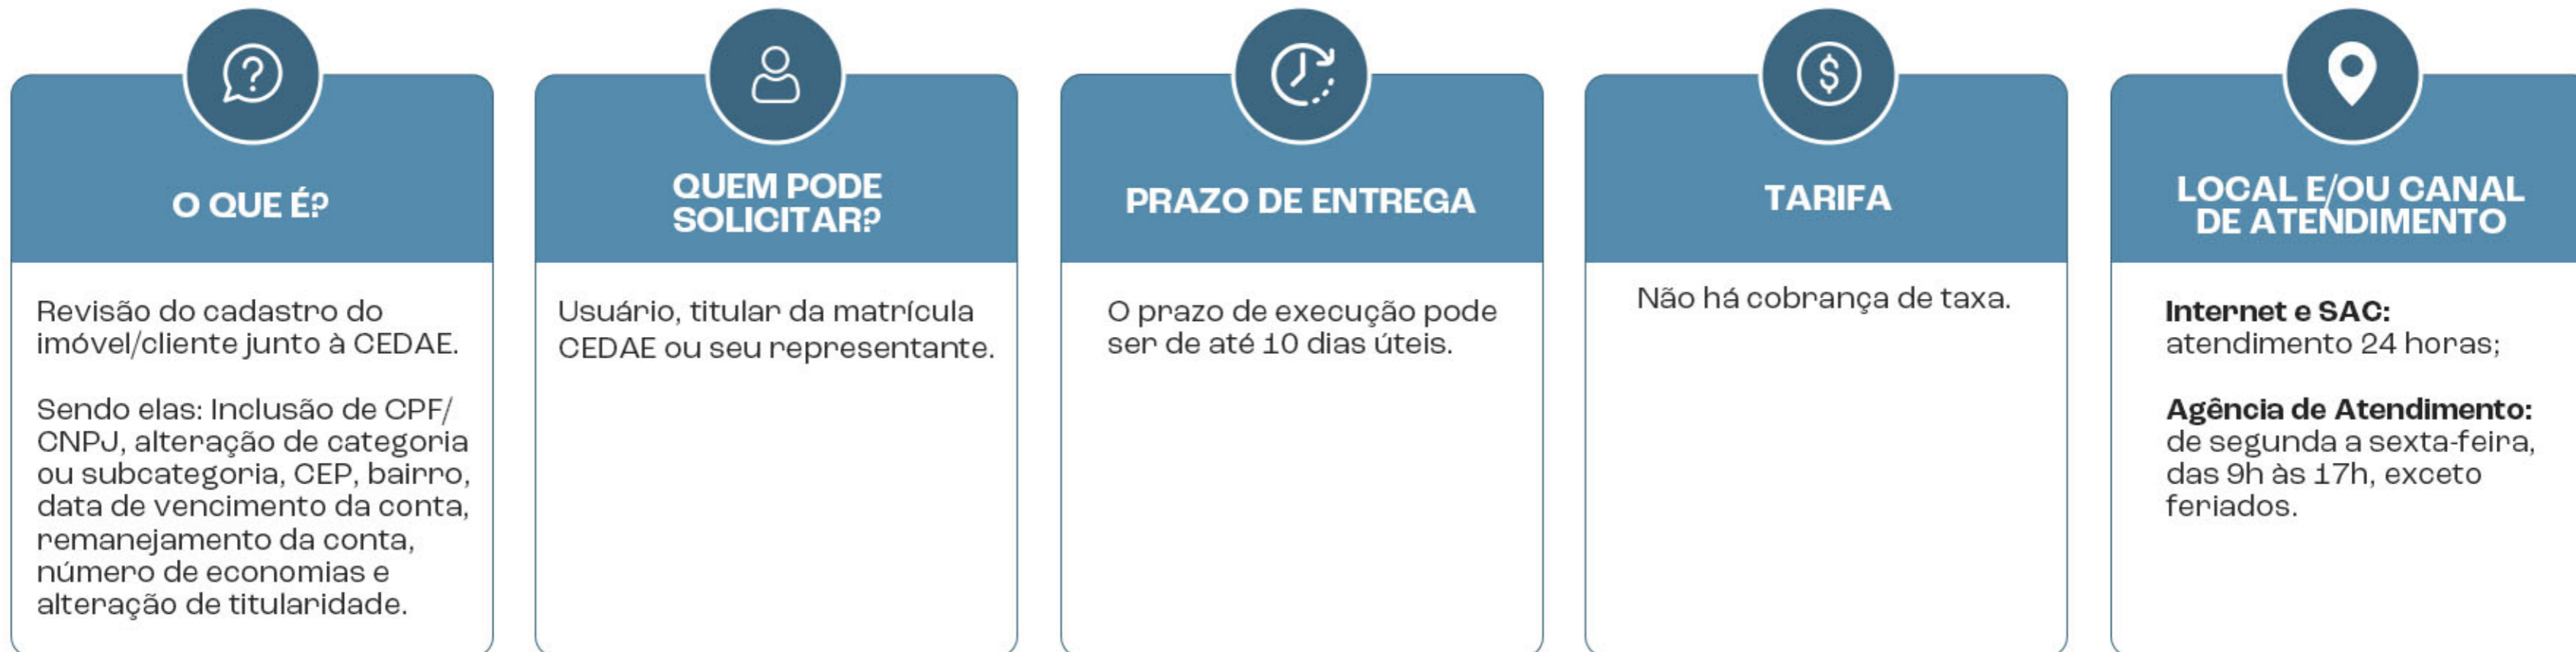 O QUE É?
Revisão do cadastro do
imóvel/cliente junto à CEDAE.
Sendo elas: Inclusão de CPF/
CNPJ, alteração de categoria
ou subcategoria, CEP, bairro,
data de vencimento da conta,
remanejamento da conta,
número de economias e
alteração de titularidade.
QUEM PODE
SOLICITAR?
Usuário, titular da matrícula
CEDAE ou seu representante.
PRAZO DE ENTREGA
O prazo de execução pode
ser de até 10 dias úteis.
TARIFA
Não há cobrança de taxa.
LOCAL E/OU CANAL
DE ATENDIMENTO
Internet e SAC:
atendimento 24 horas;
Agência de Atendimento:
de segunda a sexta-feira,
das 9h às 17h, exceto
feriados.